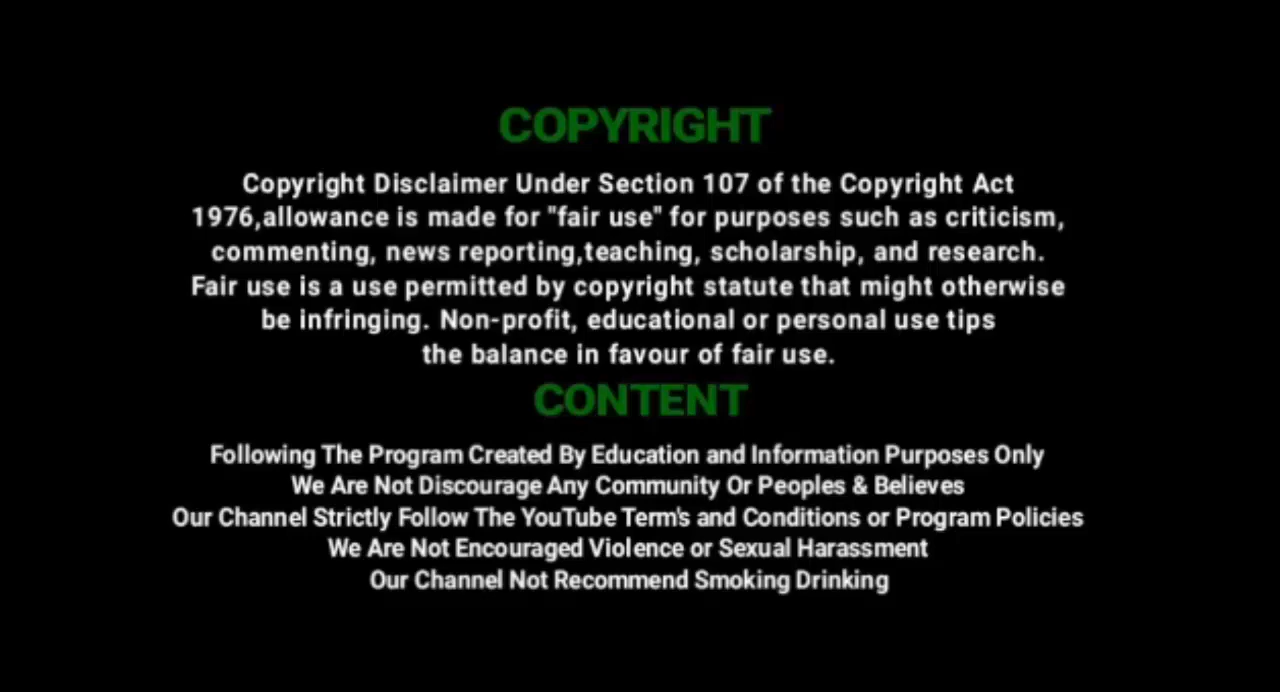 COPYRIGHT
Copyright Disclaimer Under Section 107 of the Copyright Act
1976,allowance is made for "fair use" for purposes such as criticism,
commenting, news reporting,teaching, scholarship, and research.
Fair use is a use permitted by copyright statute that might otherwise
be infringing. Non-profit, educational or personal use tips
the balance in favour of fair use.
CONTENT
Following The Program Created By Education and Information Purposes Only
We Are Not Discourage Any Community Or Peoples & Believes
Our Channel Strictly Follow The YouTube Term's and Conditions or Program Policies
We Are Not Encouraged Violence or Sexual Harassment
Our Channel Not Recommend Smoking Drinking